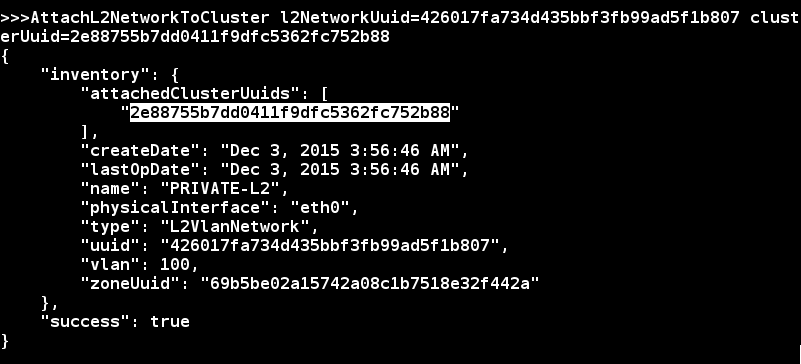 >>>AttachL2NetworkToCluster l2NetworkUuid=426017fa734d435bbf3fb99ad5f1b807 clust
erUuid=2e88755b7dd0411f9dfc5362fc752b88
{
    "inventory": {
        "attachedClusterUuids": [
            "2e88755b7dd0411f9dfc5362fc752b88"
        ],
        "createDate": "Dec 3, 2015 3:56:46 AM",
        "lastOpDate": "Dec 3, 2015 3:56:46 AM",
        "name": "PRIVATE-L2",
        "physicalInterface": "eth0",
        "type": "L2VlanNetwork",
        "uuid": "426017fa734d435bbf3fb99ad5f1b807",
        "vlan": 100,
        "zoneUuid": "69b5be02a15742a08c1b7518e32f442a"
    },
    "success": true
}